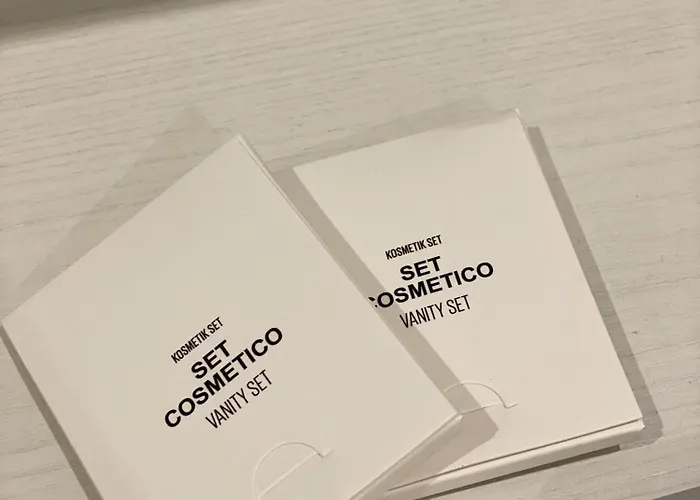 KOSMETIK SET
SET
COSMETICO
VANITY SET
KOSMETIK SET
SET
COSMETICO
VANITY SET